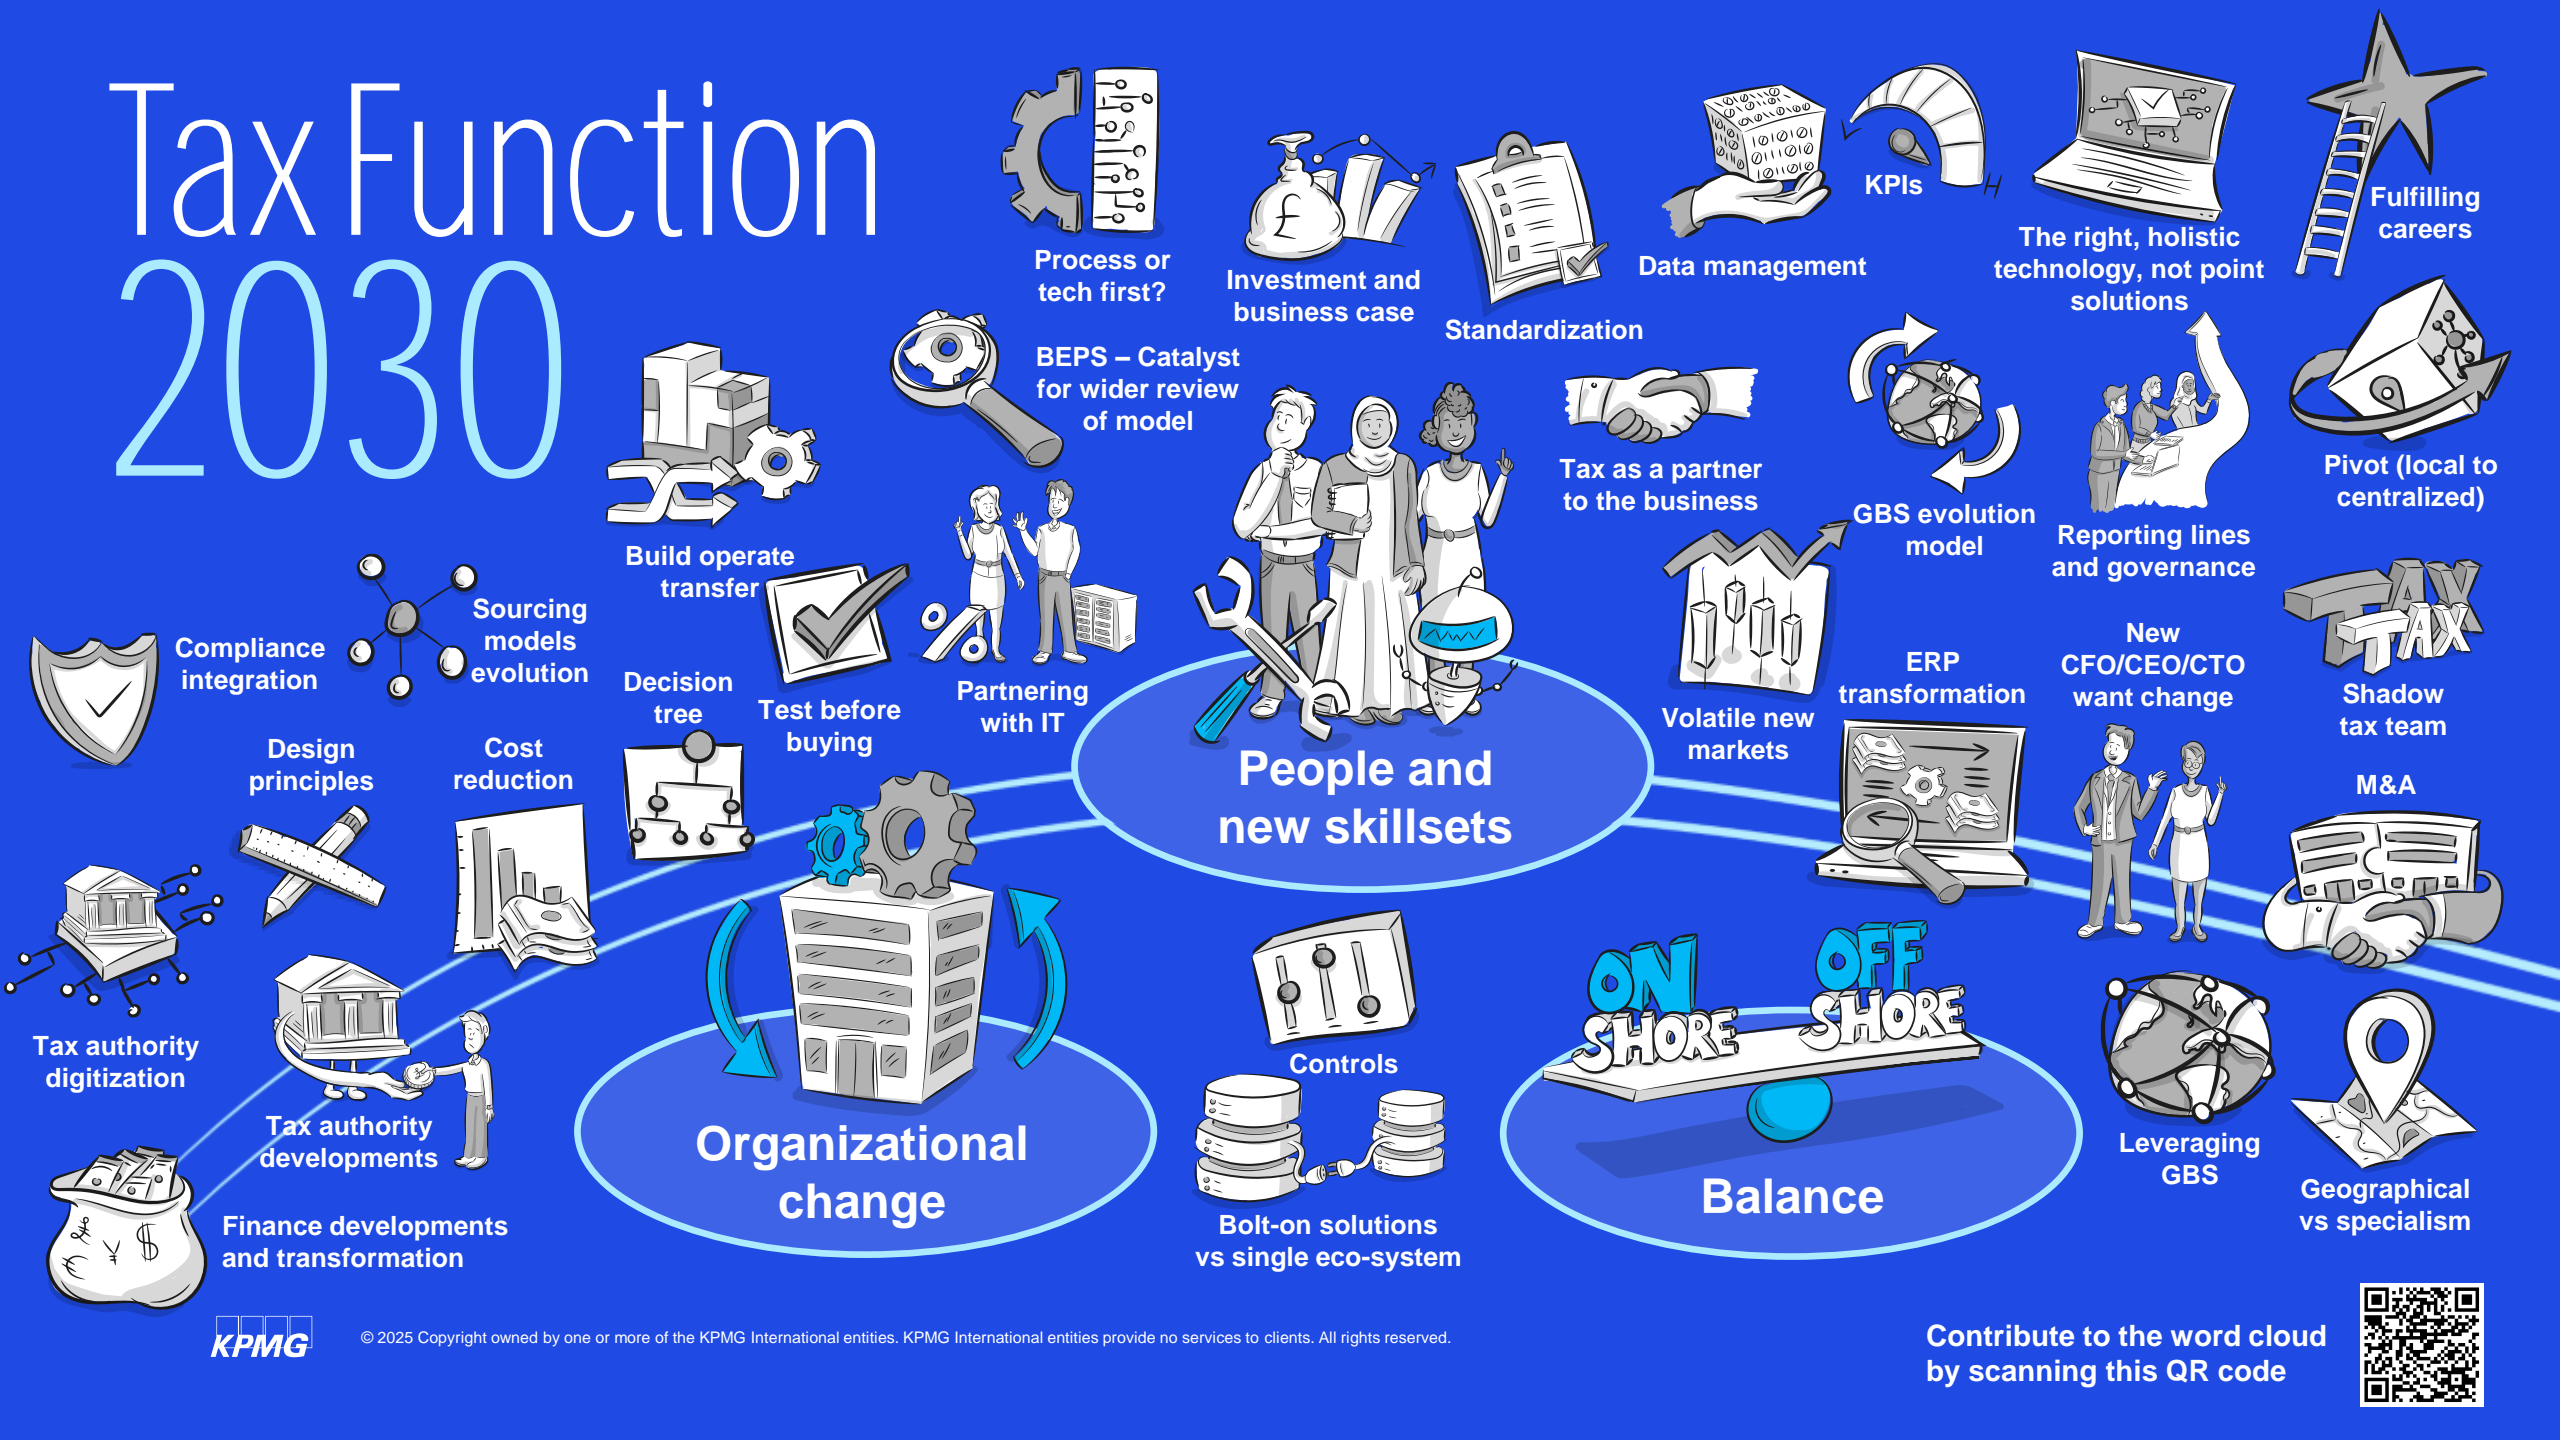 Tax Function
2030
Process or
tech first?
Investment and
business case
Standardization
Data management
KPIs
The right, holistic
technology, not point
solutions
Fulfilling
careers
BEPS – Catalyst
for wider review
of model
Tax as a partner
to the business
GBS evolution
model
Reporting lines
and governance
Pivot (local to
centralized)
Build operate
transfer
Sourcing
models
evolution
Compliance
integration
Decision
tree
Test before
buying
Partnering
with IT
Volatile new
markets
ERP
transformation
New
CFO/CEO/CTO
want change
TAX
TAX
Shadow
tax team
Design
principles
Cost
reduction
People and
new skillsets
M&A
Tax authority
digitization
Tax authority
developments
Finance developments
and transformation
Organizational
change
Controls
Bolt-on solutions
vs single eco-system
ON
SHORE
OFF
SHORE
Balance
Leveraging
GBS
Geographical
vs specialism
£
€ ¥ $
KPMG
© 2025 Copyright owned by one or more of the KPMG International entities. KPMG International entities provide no services to clients. All rights reserved.
Contribute to the word cloud
by scanning this QR code